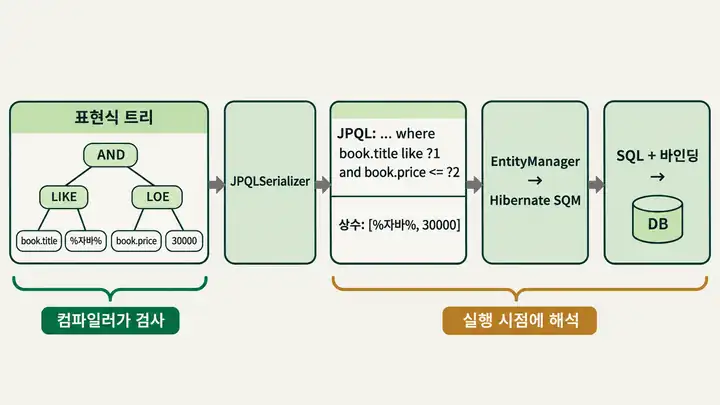 표현식 트리
AND
LIKE
LOE
book.title
%자바%
book.price
30000
JPQLSerializer
JPQL: ... where
book.title like ?1
and book.price <= ?2
상수: [%자바%, 30000]
EntityManager
→
Hibernate SQM
SQL + 바인딩
→
DB
컴파일러가 검사
실행 시점에 해석